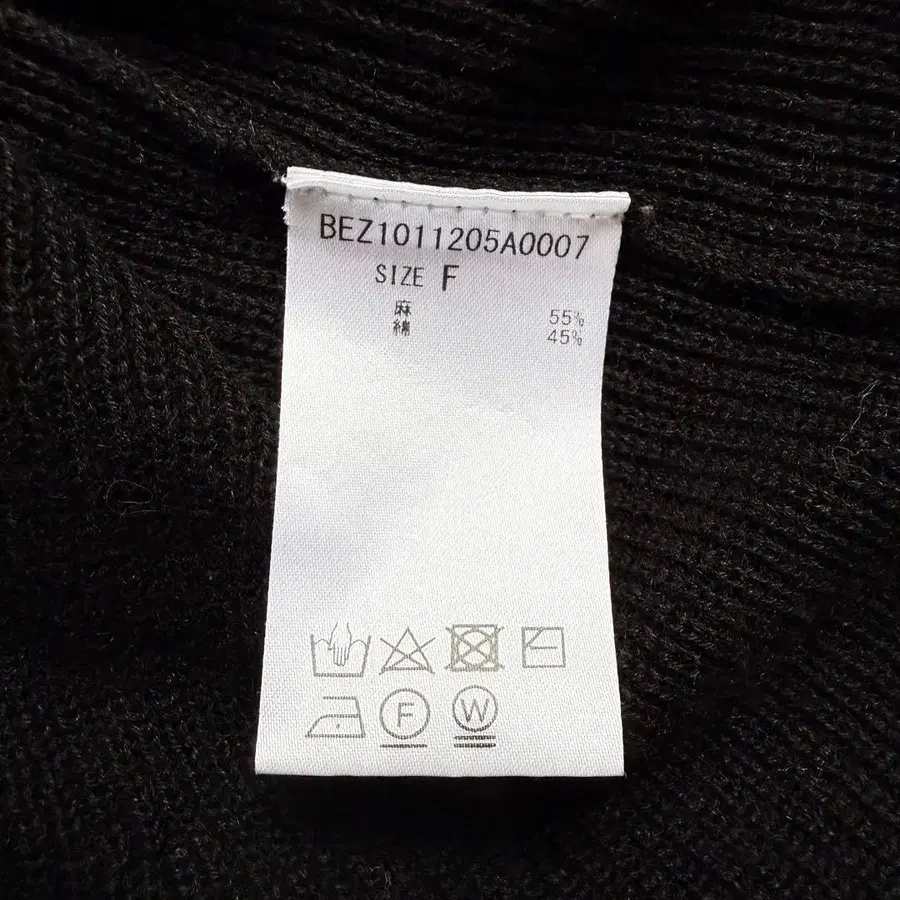 BEZ1011205A0007
SIZE F
麻 55%
綿 45%
F W